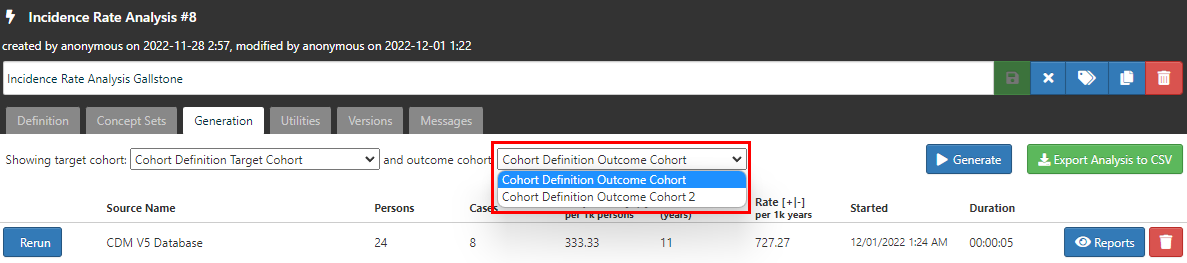 Incidence Rate Analysis #8
created by anonymous on 2022-11-28 2:57, modified by anonymous on 2022-12-01 1:22
Incidence Rate Analysis Gallstone
Definition Concept Sets Generation Utilities Versions Messages
Showing target cohort: Cohort Definition Target Cohort and outcome cohort Cohort Definition Outcome Cohort Generate Export Analysis to CSV
Cohort Definition Outcome Cohort
Cohort Definition Outcome Cohort 2
Source Name Persons Cases per 1k persons (years) Rate [+|-] per 1k years Started Duration
Rerun CDM V5 Database 24 8 333.33 11 727.27 12/01/2022 1:24 AM 00:00:05 Reports